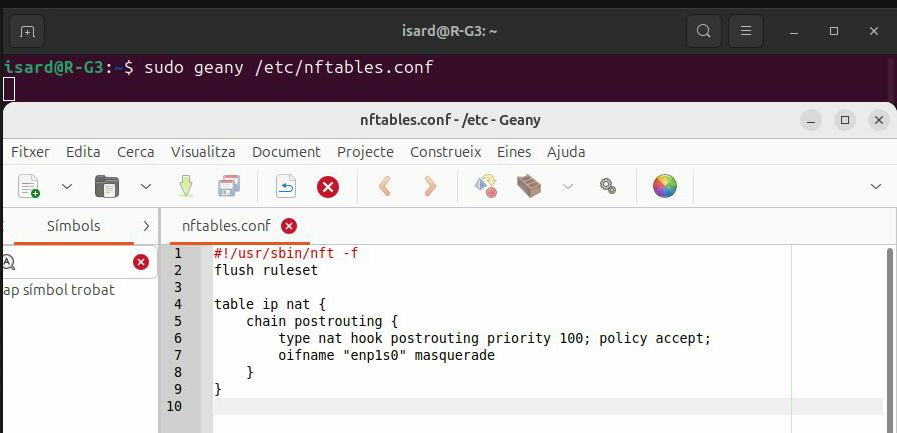 isard@R-G3: ~
isard@R-G3:~$ sudo geany /etc/nftables.conf
nftables.conf - /etc - Geany
Fitxer Edita Cerca Visualitza Document Projecte Construeix Eines Ajuda
Símbols
nftables.conf
ap símbol trobat
1 #!/usr/sbin/nft -f
2 flush ruleset
3
4 table ip nat {
5     chain postrouting {
6         type nat hook postrouting priority 100; policy accept;
7         oifname "enp1s0" masquerade
8     }
9 }
10